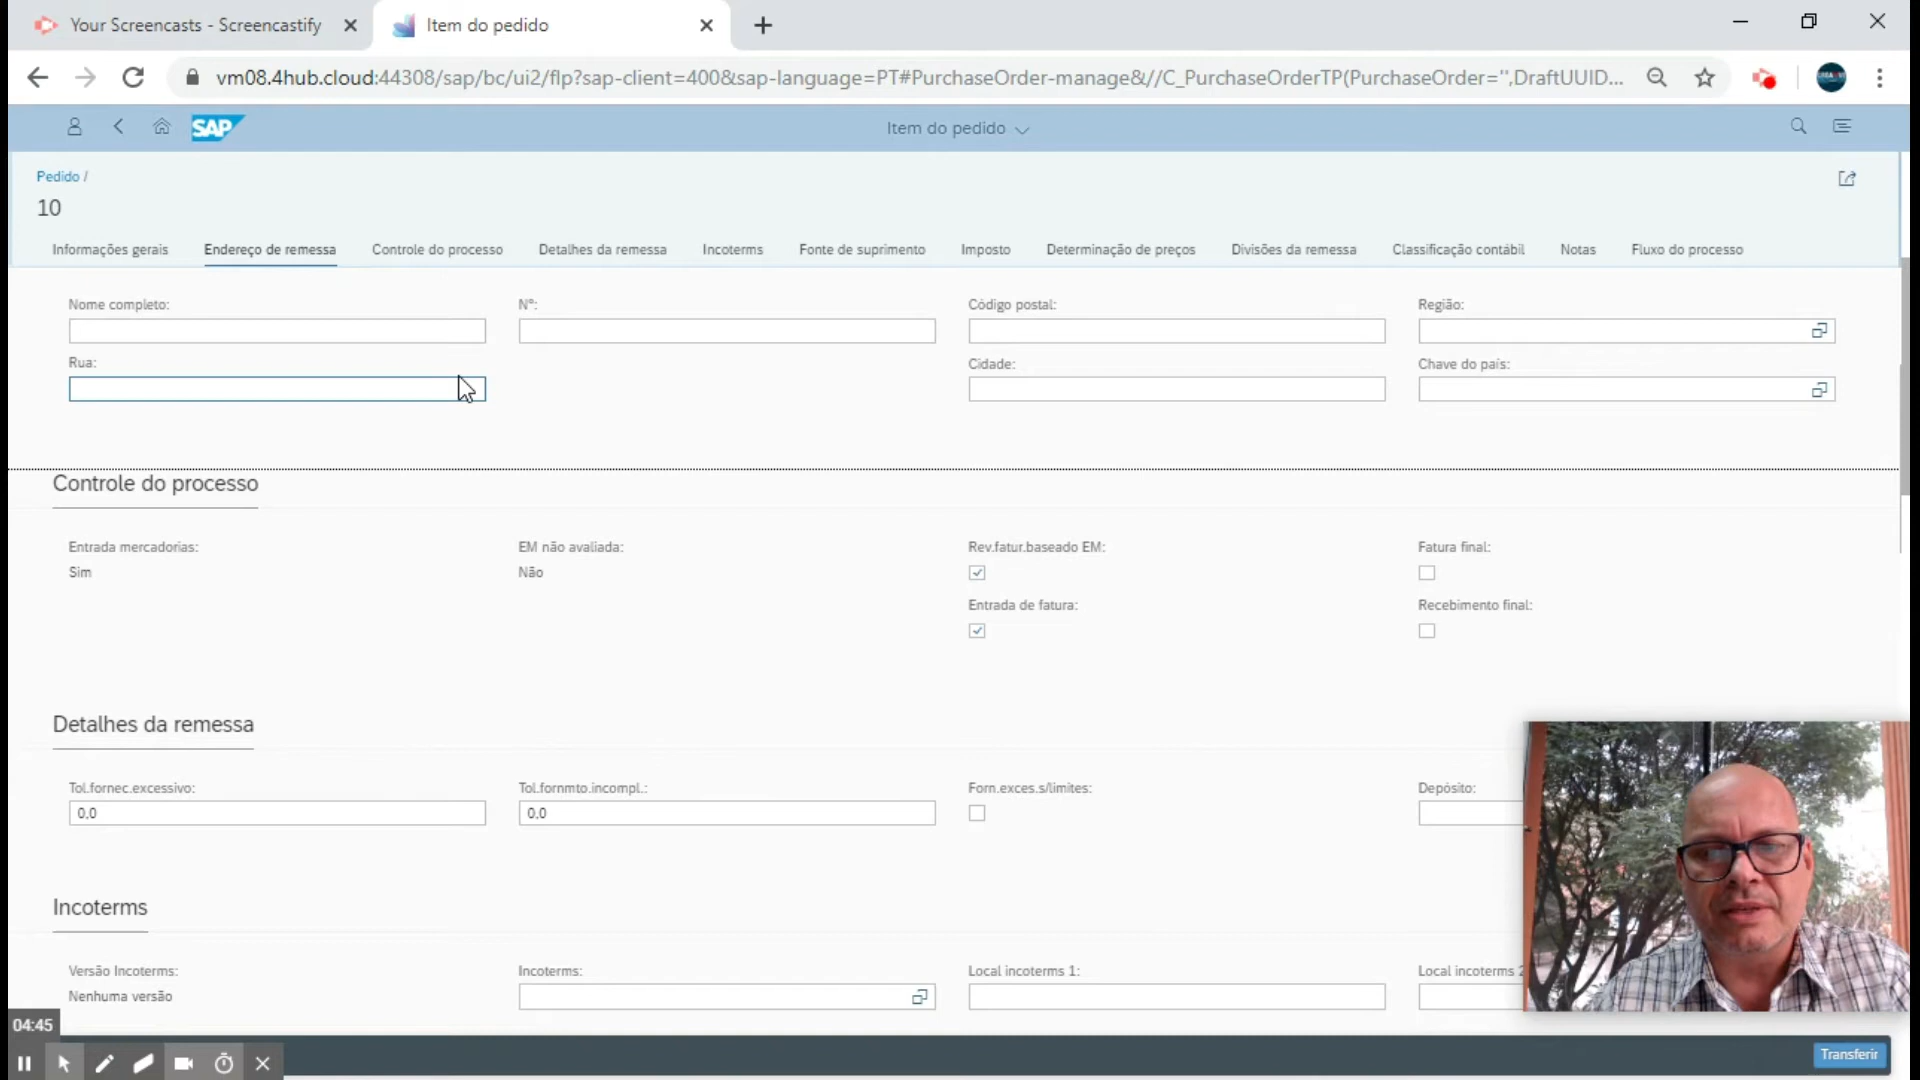 Your Screencasts - Screencastify
Item do pedido
vm08.4hub.cloud:44308/sap/bc/ui2/flp?sap-client=400&sap-language=PT#PurchaseOrder-manage&//C_PurchaseOrderTP(PurchaseOrder='',DraftUUID...
SAP
Item do pedido
Pedido /
10
Informações gerais Endereço de remessa Controle do processo Detalhes da remessa Incoterms Fonte de suprimento Imposto Determinação de preços Divisões da remessa Classificação contábil Notas Fluxo do processo
Nome completo: Nº: Código postal: Região:
Rua: Cidade: Chave do país:
Controle do processo
Entrada mercadorias: EM não avaliada: Rev.fatur.baseado EM: Fatura final:
Sim Não
Entrada de fatura: Recebimento final:
Detalhes da remessa
Tol.fornec.excessivo: Tol.fornmto.incompl.: Forn.exces.s/limites: Depósito:
0,0 0,0
Incoterms
Versão Incoterms: Incoterms: Local incoterms 1: Local incoterms 2
Nenhuma versão
04:45
Transferir